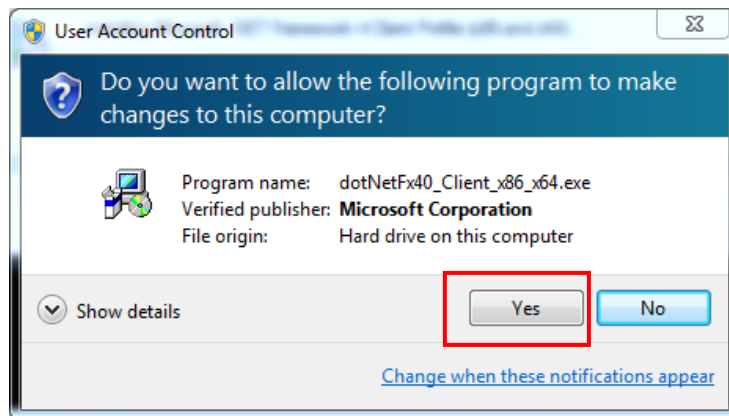 User Account Control
Do you want to allow the following program to make
changes to this computer?
Program name: dotNetFx40_Client_x86_x64.exe
Verified publisher: Microsoft Corporation
File origin: Hard drive on this computer
Show details
Yes
No
Change when these notifications appear